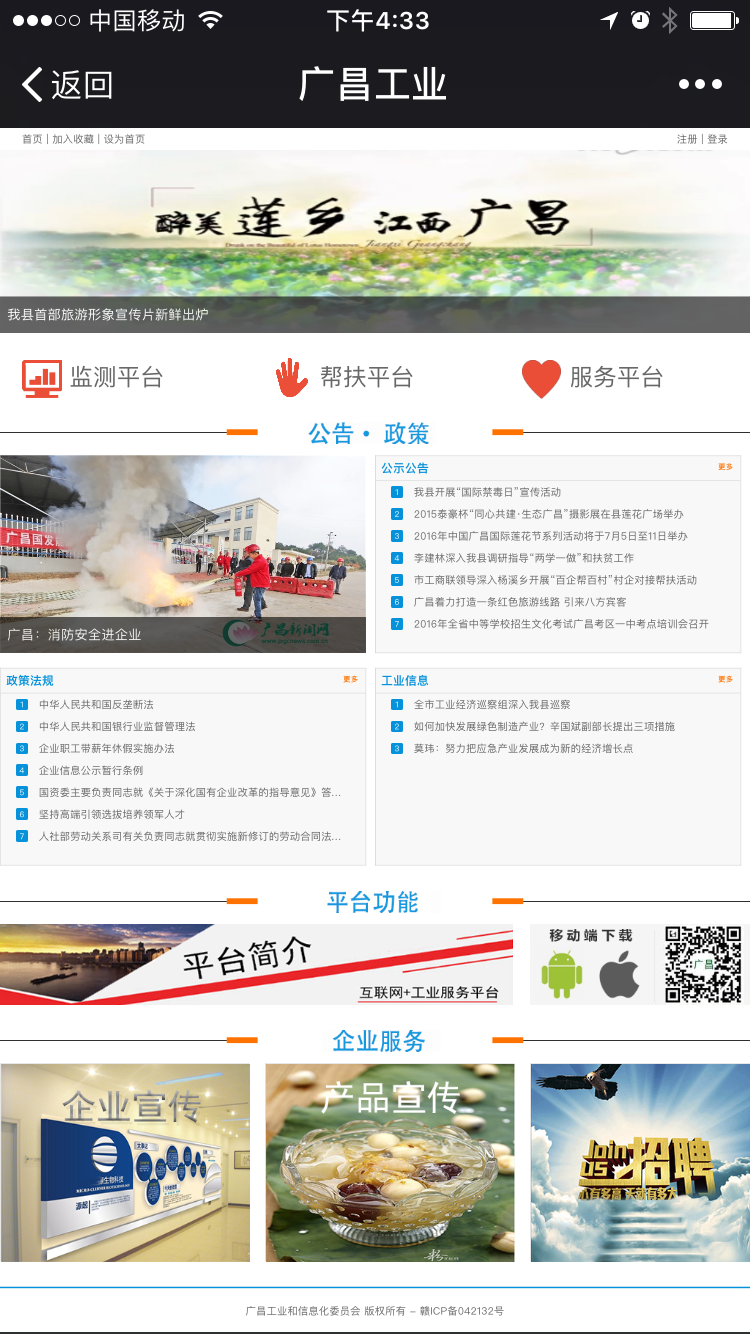 中国移动
下午4:33
返回
广昌工业
首页 | 加入收藏 | 设为首页
注册 | 登录
醉美 莲乡 江西 广昌
我县首部旅游形象宣传片新鲜出炉
监测平台
帮扶平台
服务平台
公告 · 政策
广昌：消防安全进企业
广昌新闻网
公示公告
更多
1 我县开展“国际禁毒日”宣传活动
2 2015泰豪杯“同心共建·生态广昌”摄影展在县莲花广场举办
3 2016年中国广昌国际莲花节系列活动将于7月5日至11日举办
4 李建林深入我县调研指导“两学一做”和扶贫工作
5 市工商联领导深入杨溪乡开展“百企帮百村”村企对接帮扶活动
6 广昌着力打造一条红色旅游线路 引来八方宾客
7 2016年全省中等学校招生文化考试广昌考区一中考点培训会召开
政策法规
更多
1 中华人民共和国反垄断法
2 中华人民共和国银行业监督管理法
3 企业职工带薪年休假实施办法
4 企业信息公示暂行条例
5 国资委主要负责同志就《关于深化国有企业改革的指导意见》答...
6 坚持高端引领选拔培养领军人才
7 人社部劳动关系司有关负责同志就贯彻实施新修订的劳动合同法...
工业信息
更多
1 全市工业经济巡察组深入我县巡察
2 如何加快发展绿色制造产业？辛国斌副部长提出三项措施
3 莫玮：努力把应急产业发展成为新的经济增长点
平台功能
平台简介
互联网+工业服务平台
移动端下载
广昌
企业服务
企业宣传
产品宣传
join us 招聘
心有多高 天就有多大
广昌工业和信息化委员会 版权所有 – 赣ICP备042132号